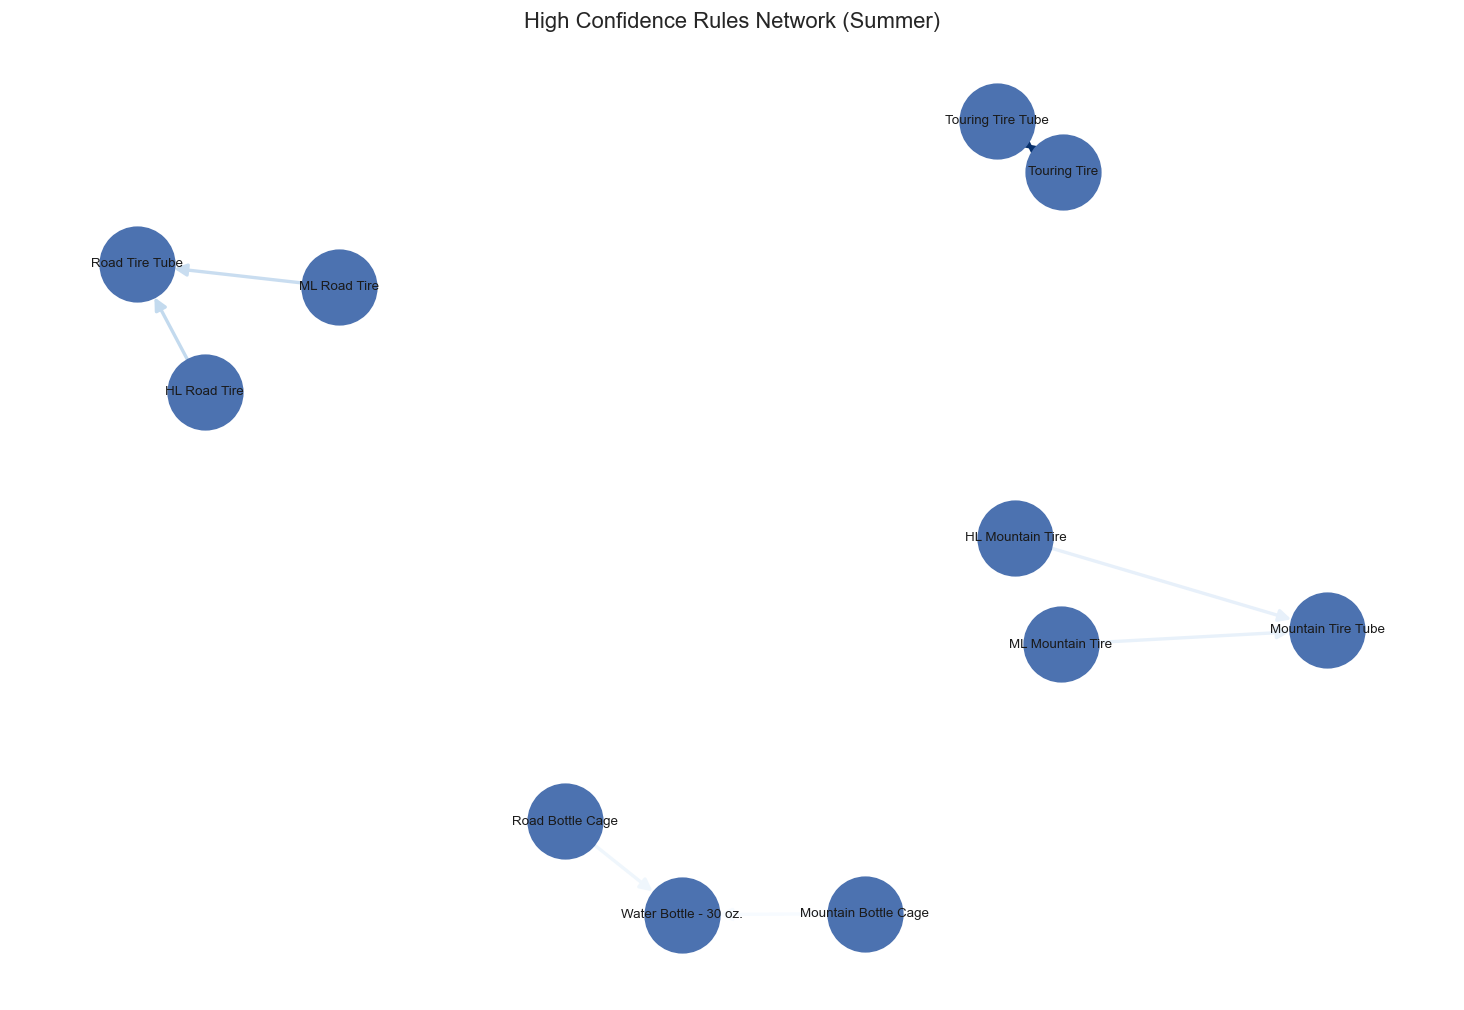 High Confidence Rules Network (Summer)
Touring Tire Tube
Touring Tire
Road Tire Tube
ML Road Tire
HL Road Tire
HL Mountain Tire
Mountain Tire Tube
ML Mountain Tire
Road Bottle Cage
Water Bottle - 30 oz.
Mountain Bottle Cage